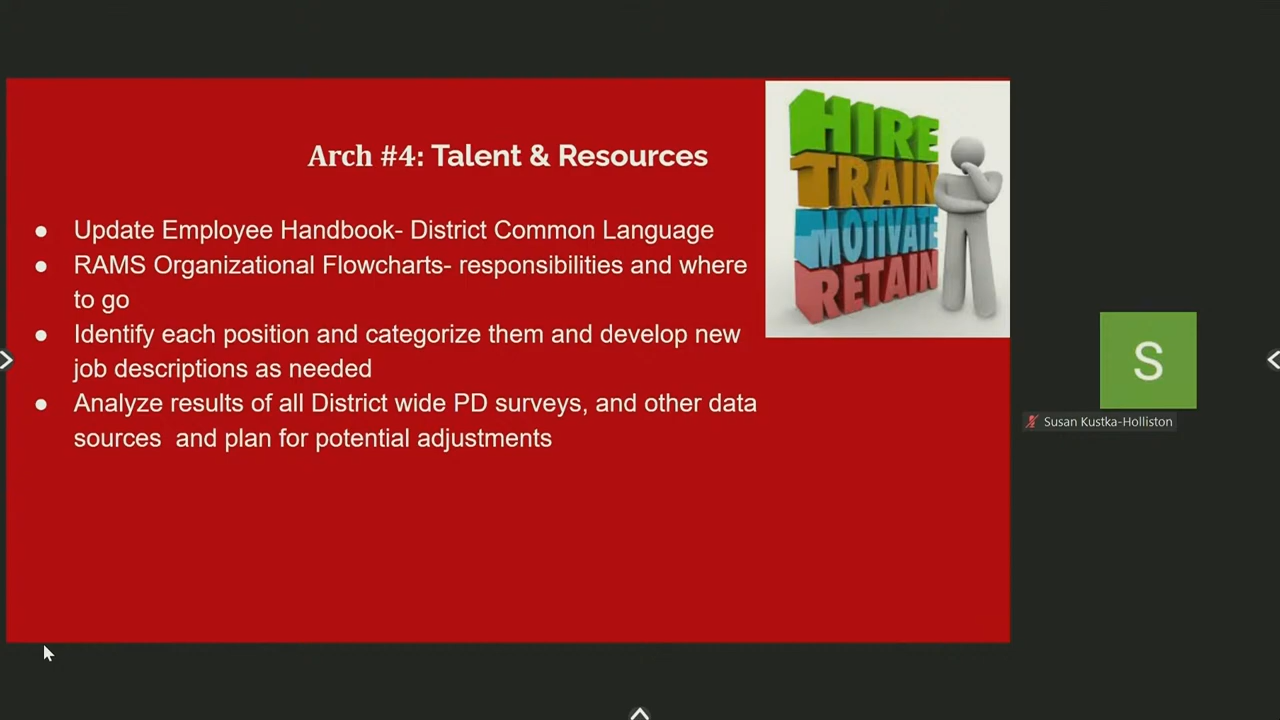 Arch #4: Talent & Resources
HIRE
TRAIN
MOTIVATE
RETAIN
● Update Employee Handbook- District Common Language
● RAMS Organizational Flowcharts- responsibilities and where
to go
● Identify each position and categorize them and develop new
job descriptions as needed
● Analyze results of all District wide PD surveys, and other data
sources  and plan for potential adjustments
S
Susan Kustka-Holliston